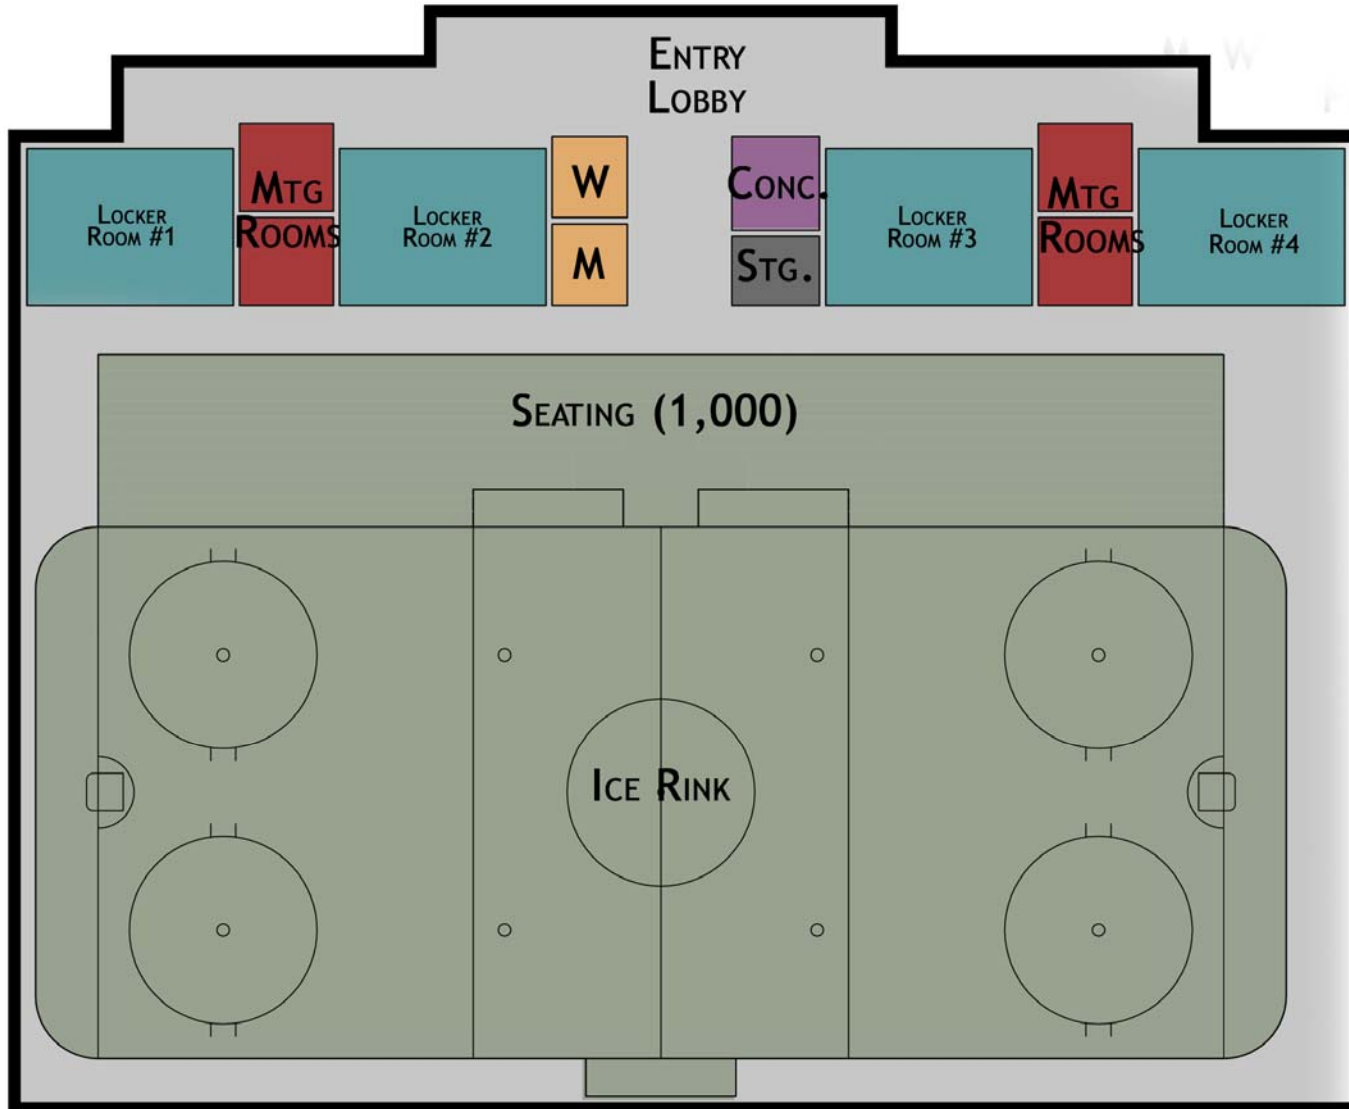 Entry
Lobby
Locker
Room #1
Mtg
Rooms
Locker
Room #2
W
M
Conc.
Stg.
Locker
Room #3
Mtg
Rooms
Locker
Room #4
Seating (1,000)
Ice Rink